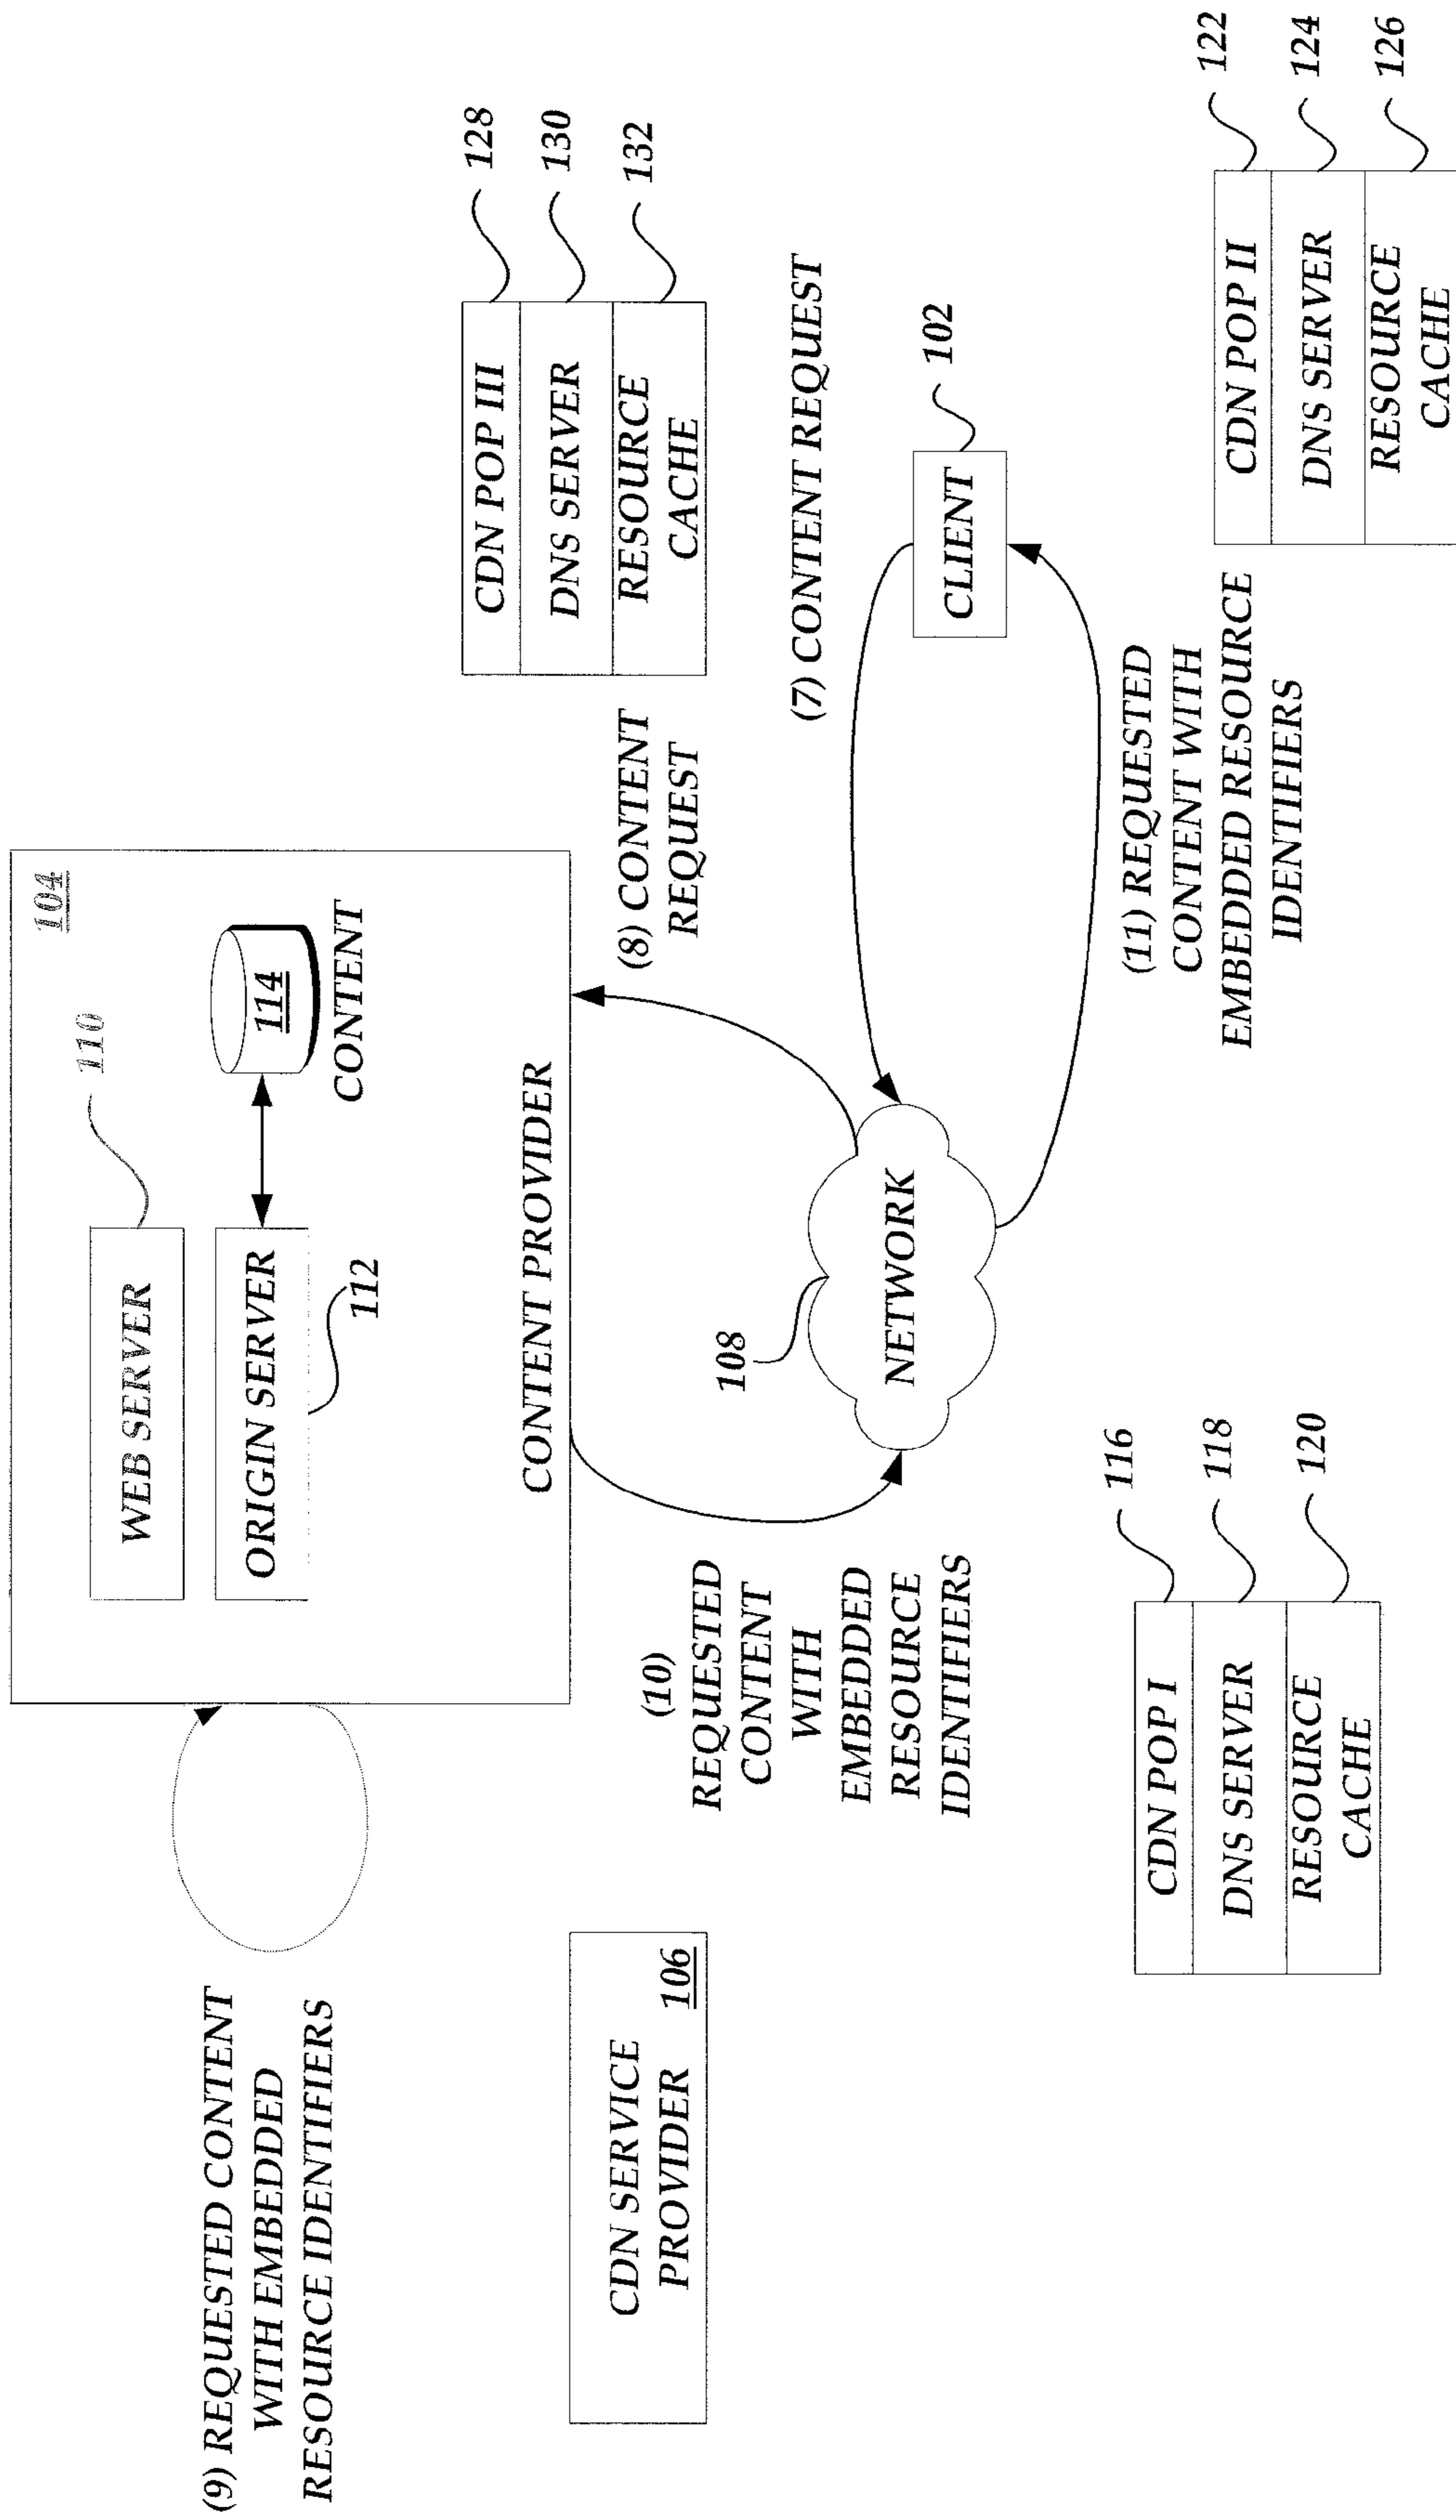 (9) REQUESTED CONTENT
WITH EMBEDDED
RESOURCE IDENTIFIERS
104
WEB SERVER
110
ORIGIN SERVER
112
114
CONTENT
CONTENT PROVIDER
CDN SERVICE
PROVIDER
106
(10)
REQUESTED
CONTENT
WITH
EMBEDDED
RESOURCE
IDENTIFIERS
(8) CONTENT
REQUEST
108
NETWORK
CDN POP III
128
DNS SERVER
130
RESOURCE
CACHE
132
(7) CONTENT REQUEST
CLIENT
102
(11) REQUESTED
CONTENT WITH
EMBEDDED RESOURCE
IDENTIFIERS
CDN POP I
116
DNS SERVER
118
RESOURCE
CACHE
120
CDN POP II
122
DNS SERVER
124
RESOURCE
CACHE
126